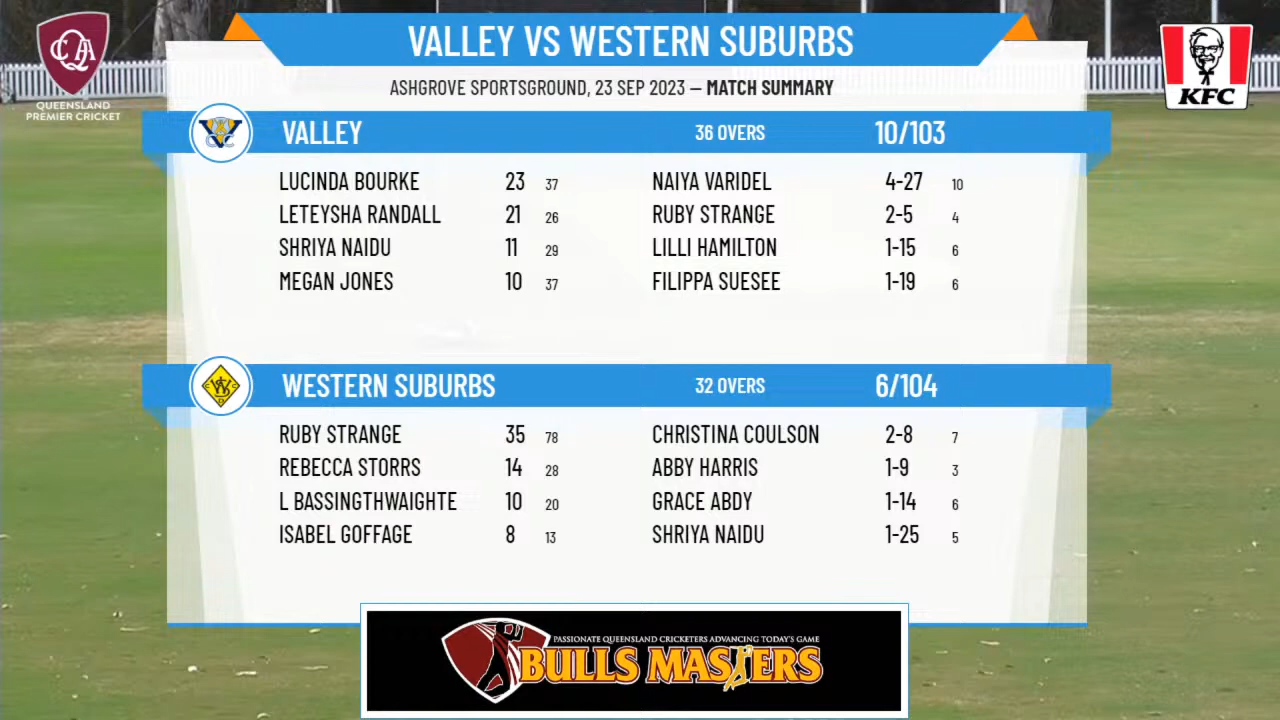 VALLEY VS WESTERN SUBURBS
ASHGROVE SPORTSGROUND, 23 SEP 2023 – MATCH SUMMARY
QUEENSLAND
PREMIER CRICKET
KFC
VALLEY 36 OVERS 10/103
LUCINDA BOURKE 23 37 NAIYA VARIDEL 4-27 10
LETEYSHA RANDALL 21 26 RUBY STRANGE 2-5 4
SHRIYA NAIDU 11 29 LILLI HAMILTON 1-15 6
MEGAN JONES 10 37 FILIPPA SUESEE 1-19 6
WESTERN SUBURBS 32 OVERS 6/104
RUBY STRANGE 35 78 CHRISTINA COULSON 2-8 7
REBECCA STORRS 14 28 ABBY HARRIS 1-9 3
L BASSINGTHWAIGHTE 10 20 GRACE ABDY 1-14 6
ISABEL GOFFAGE 8 13 SHRIYA NAIDU 1-25 5
PASSIONATE QUEENSLAND CRICKETERS ADVANCING TODAY'S GAME
BULLS MASTERS